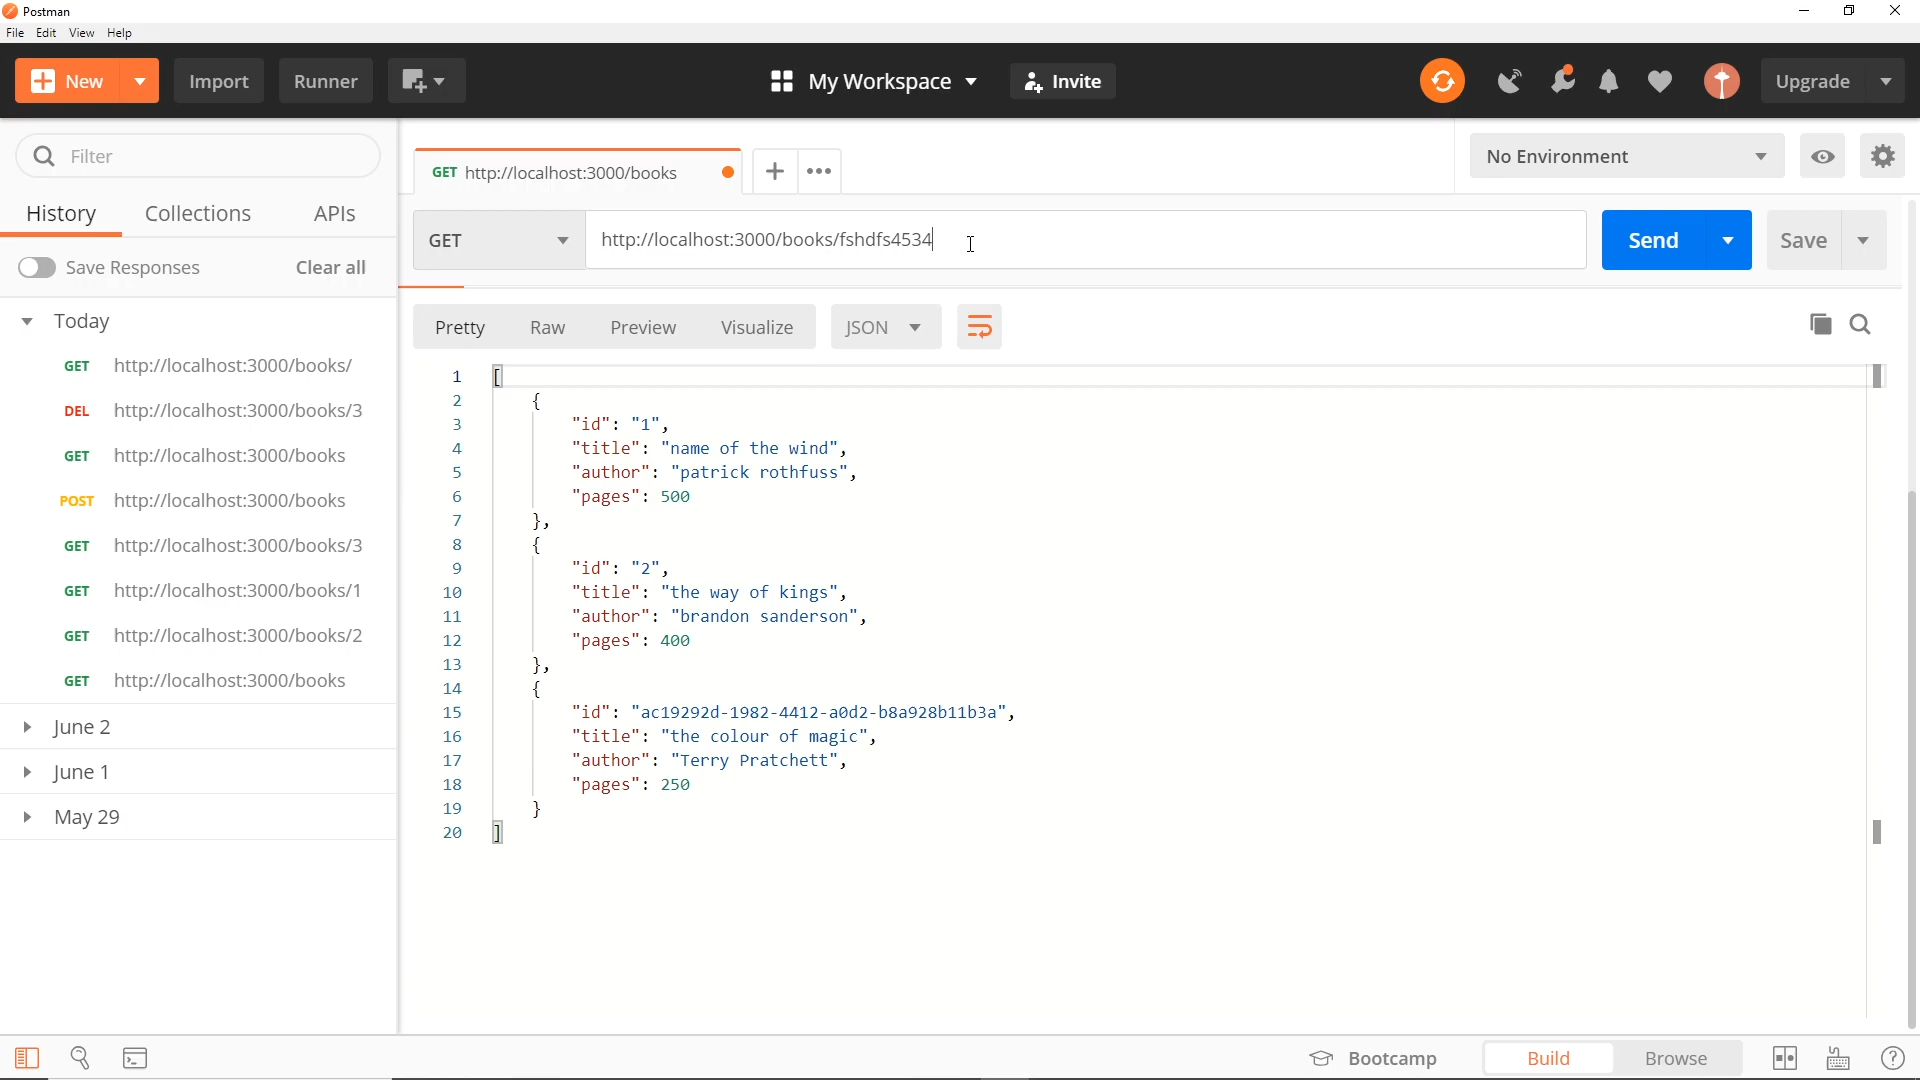 Postman
File Edit View Help
New Import Runner My Workspace Invite Upgrade
Filter
GET http://localhost:3000/books
No Environment
History Collections APIs
GET http://localhost:3000/books/fshdfs4534 Send Save
Save Responses Clear all
Pretty Raw Preview Visualize JSON
Today
GET http://localhost:3000/books/
DEL http://localhost:3000/books/3
GET http://localhost:3000/books
POST http://localhost:3000/books
GET http://localhost:3000/books/3
GET http://localhost:3000/books/1
GET http://localhost:3000/books/2
GET http://localhost:3000/books
June 2
June 1
May 29
1 [
2 {
3 "id": "1",
4 "title": "name of the wind",
5 "author": "patrick rothfuss",
6 "pages": 500
7 },
8 {
9 "id": "2",
10 "title": "the way of kings",
11 "author": "brandon sanderson",
12 "pages": 400
13 },
14 {
15 "id": "ac19292d-1982-4412-a0d2-b8a928b11b3a",
16 "title": "the colour of magic",
17 "author": "Terry Pratchett",
18 "pages": 250
19 }
20 ]
Bootcamp Build Browse